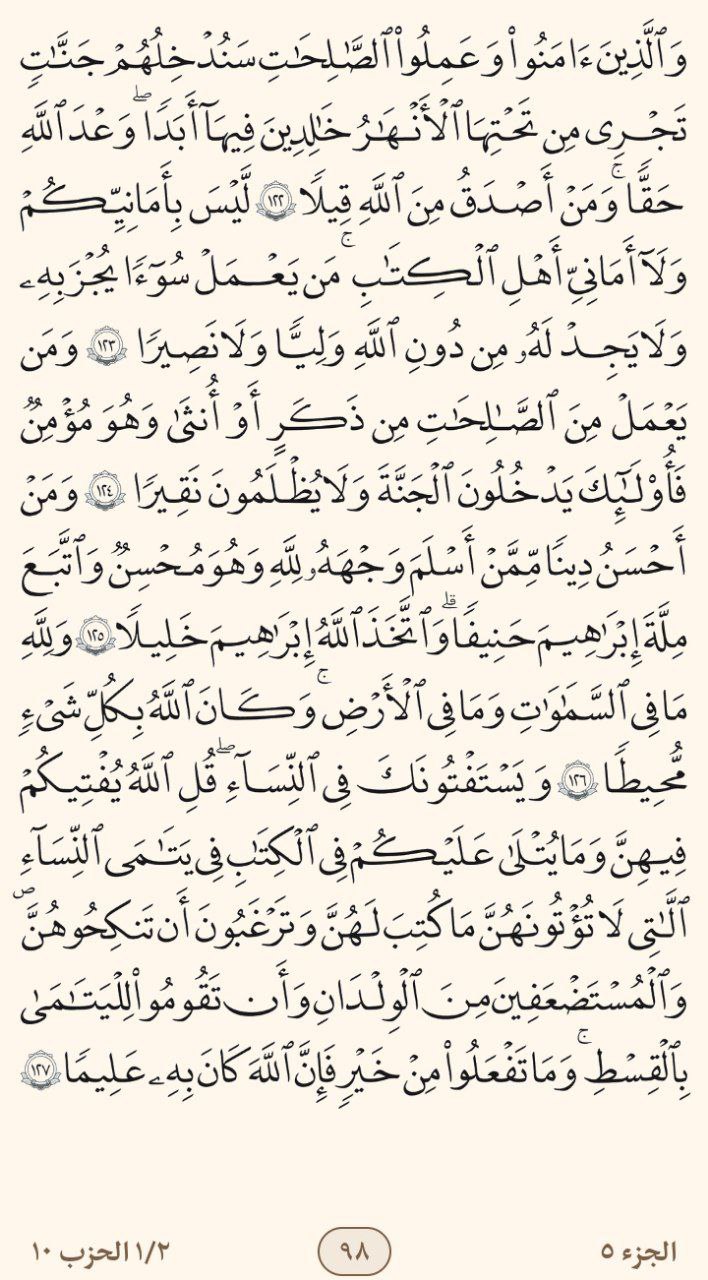 وَٱلَّذِينَ ءَامَنُوا۟ وَعَمِلُوا۟ ٱلصَّـٰلِحَـٰتِ سَنُدْخِلُهُمْ جَنَّـٰتٍ
تَجْرِى مِن تَحْتِهَا ٱلْأَنْهَـٰرُ خَـٰلِدِينَ فِيهَآ أَبَدًا ۖ وَعْدَ ٱللَّهِ
حَقًّا ۚ وَمَنْ أَصْدَقُ مِنَ ٱللَّهِ قِيلًا ١٢٢ لَّيْسَ بِأَمَانِيِّكُمْ
وَلَآ أَمَانِىِّ أَهْلِ ٱلْكِتَـٰبِ ۗ مَن يَعْمَلْ سُوٓءًا يُجْزَ بِهِۦ
وَلَا يَجِدْ لَهُۥ مِن دُونِ ٱللَّهِ وَلِيًّا وَلَا نَصِيرًا ١٢٣ وَمَن
يَعْمَلْ مِنَ ٱلصَّـٰلِحَـٰتِ مِن ذَكَرٍ أَوْ أُنثَىٰ وَهُوَ مُؤْمِنٌ
فَأُو۟لَـٰٓئِكَ يَدْخُلُونَ ٱلْجَنَّةَ وَلَا يُظْلَمُونَ نَقِيرًا ١٢٤ وَمَنْ
أَحْسَنُ دِينًا مِّمَّنْ أَسْلَمَ وَجْهَهُۥ لِلَّهِ وَهُوَ مُحْسِنٌ وَٱتَّبَعَ
مِلَّةَ إِبْرَٰهِيمَ حَنِيفًا ۗ وَٱتَّخَذَ ٱللَّهُ إِبْرَٰهِيمَ خَلِيلًا ١٢٥ وَلِلَّهِ
مَا فِى ٱلسَّمَـٰوَٰتِ وَمَا فِى ٱلْأَرْضِ ۚ وَكَانَ ٱللَّهُ بِكُلِّ شَىْءٍ
مُّحِيطًا ١٢٦ وَيَسْتَفْتُونَكَ فِى ٱلنِّسَآءِ ۖ قُلِ ٱللَّهُ يُفْتِيكُمْ
فِيهِنَّ وَمَا يُتْلَىٰ عَلَيْكُمْ فِى ٱلْكِتَـٰبِ فِى يَتَـٰمَى ٱلنِّسَآءِ
ٱلَّـٰتِى لَا تُؤْتُونَهُنَّ مَا كُتِبَ لَهُنَّ وَتَرْغَبُونَ أَن تَنكِحُوهُنَّ
وَٱلْمُسْتَضْعَفِينَ مِنَ ٱلْوِلْدَٰنِ وَأَن تَقُومُوا۟ لِلْيَتَـٰمَىٰ
بِٱلْقِسْطِ ۚ وَمَا تَفْعَلُوا۟ مِنْ خَيْرٍ فَإِنَّ ٱللَّهَ كَانَ بِهِۦ عَلِيمًا ١٢٧
الجزء ٥ ٩٨ ١/٢ الحزب ١٠